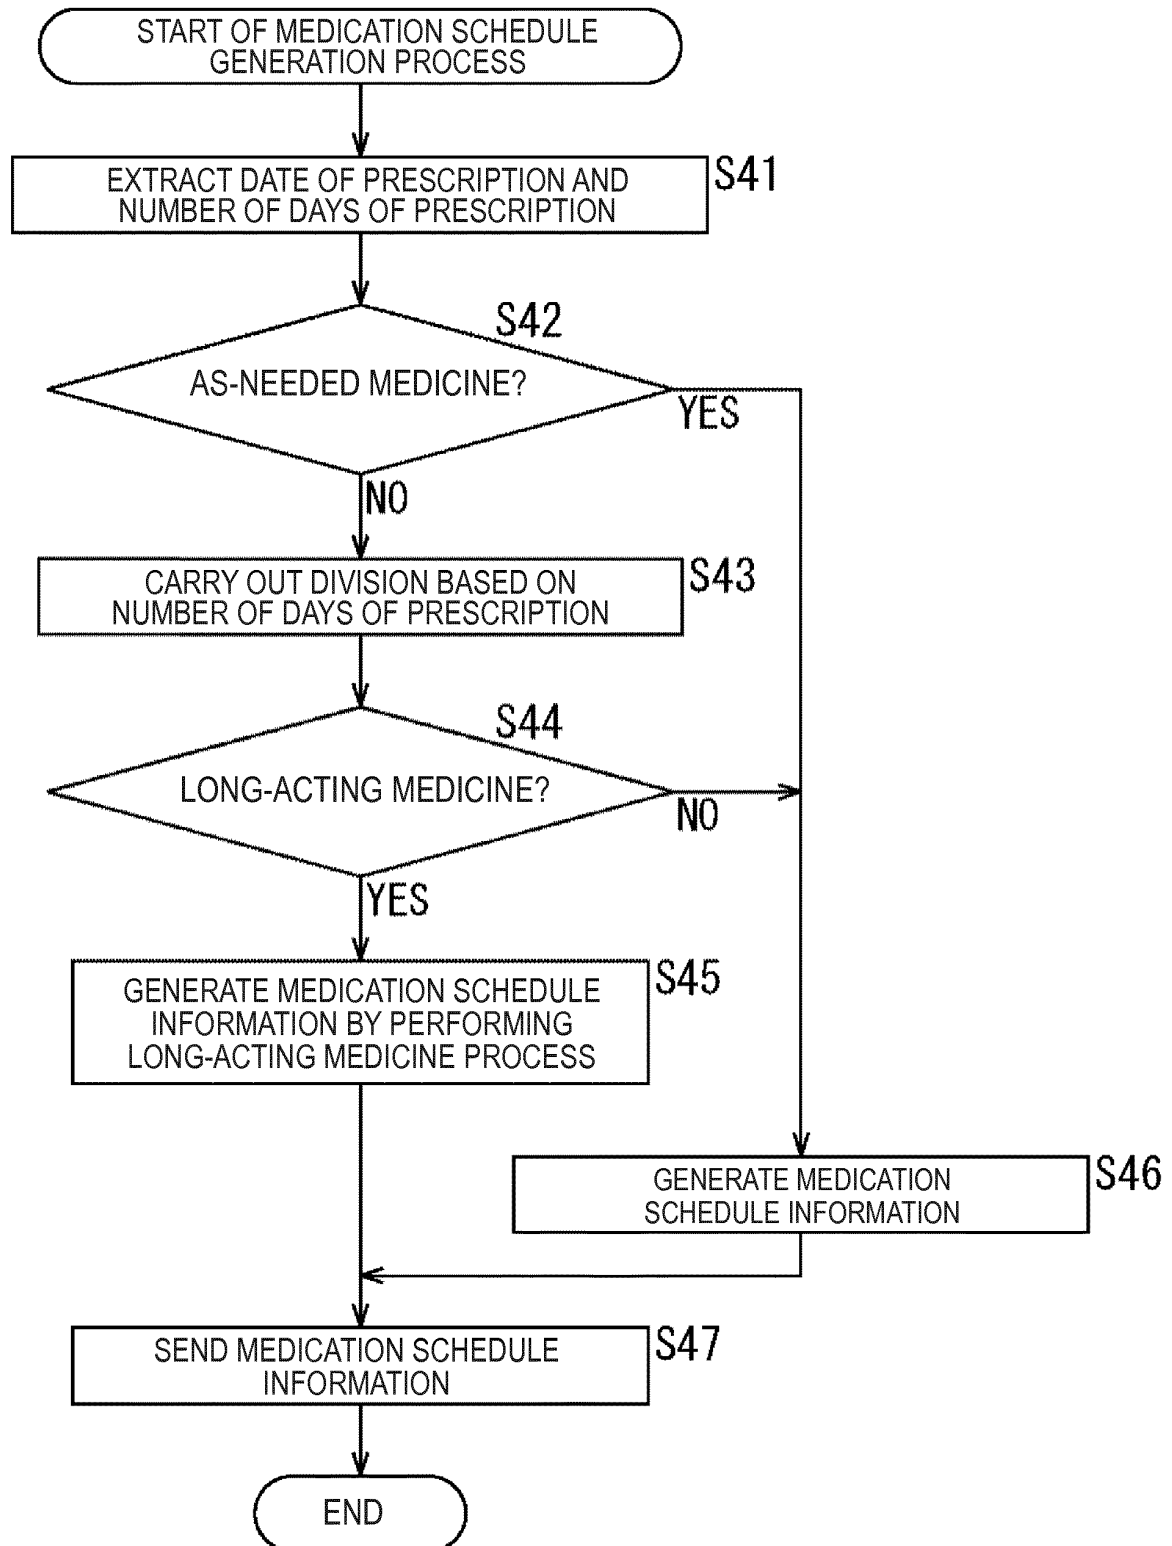 START OF MEDICATION SCHEDULE
GENERATION PROCESS
EXTRACT DATE OF PRESCRIPTION AND
NUMBER OF DAYS OF PRESCRIPTION
S41
S42
AS-NEEDED MEDICINE?
YES
NO
CARRY OUT DIVISION BASED ON
NUMBER OF DAYS OF PRESCRIPTION
S43
S44
LONG-ACTING MEDICINE?
NO
YES
GENERATE MEDICATION SCHEDULE
INFORMATION BY PERFORMING
LONG-ACTING MEDICINE PROCESS
S45
GENERATE MEDICATION
SCHEDULE INFORMATION
S46
SEND MEDICATION SCHEDULE
INFORMATION
S47
END